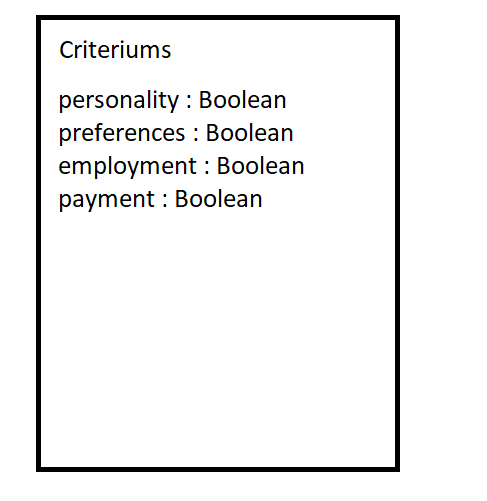 Criteriums
personality : Boolean
preferences : Boolean
employment : Boolean
payment : Boolean